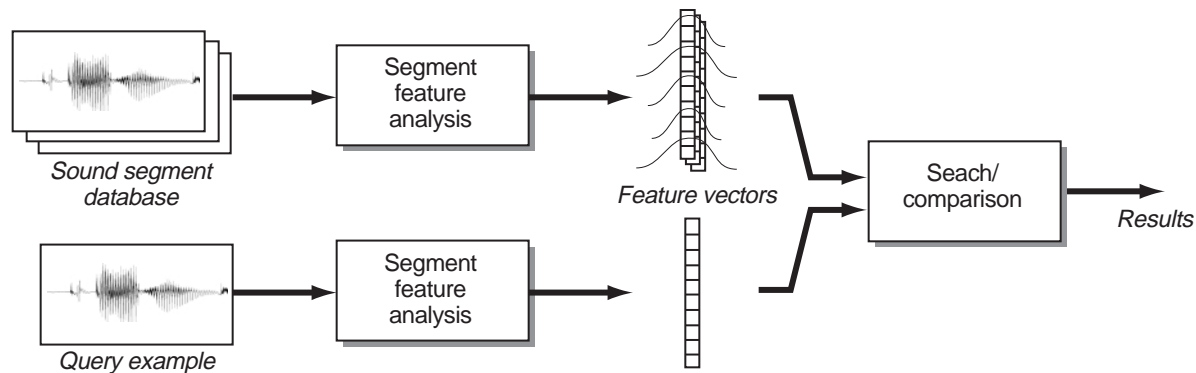 Sound segment
database
Segment
feature
analysis
Feature vectors
Seach/
comparison
Results
Query example
Segment
feature
analysis